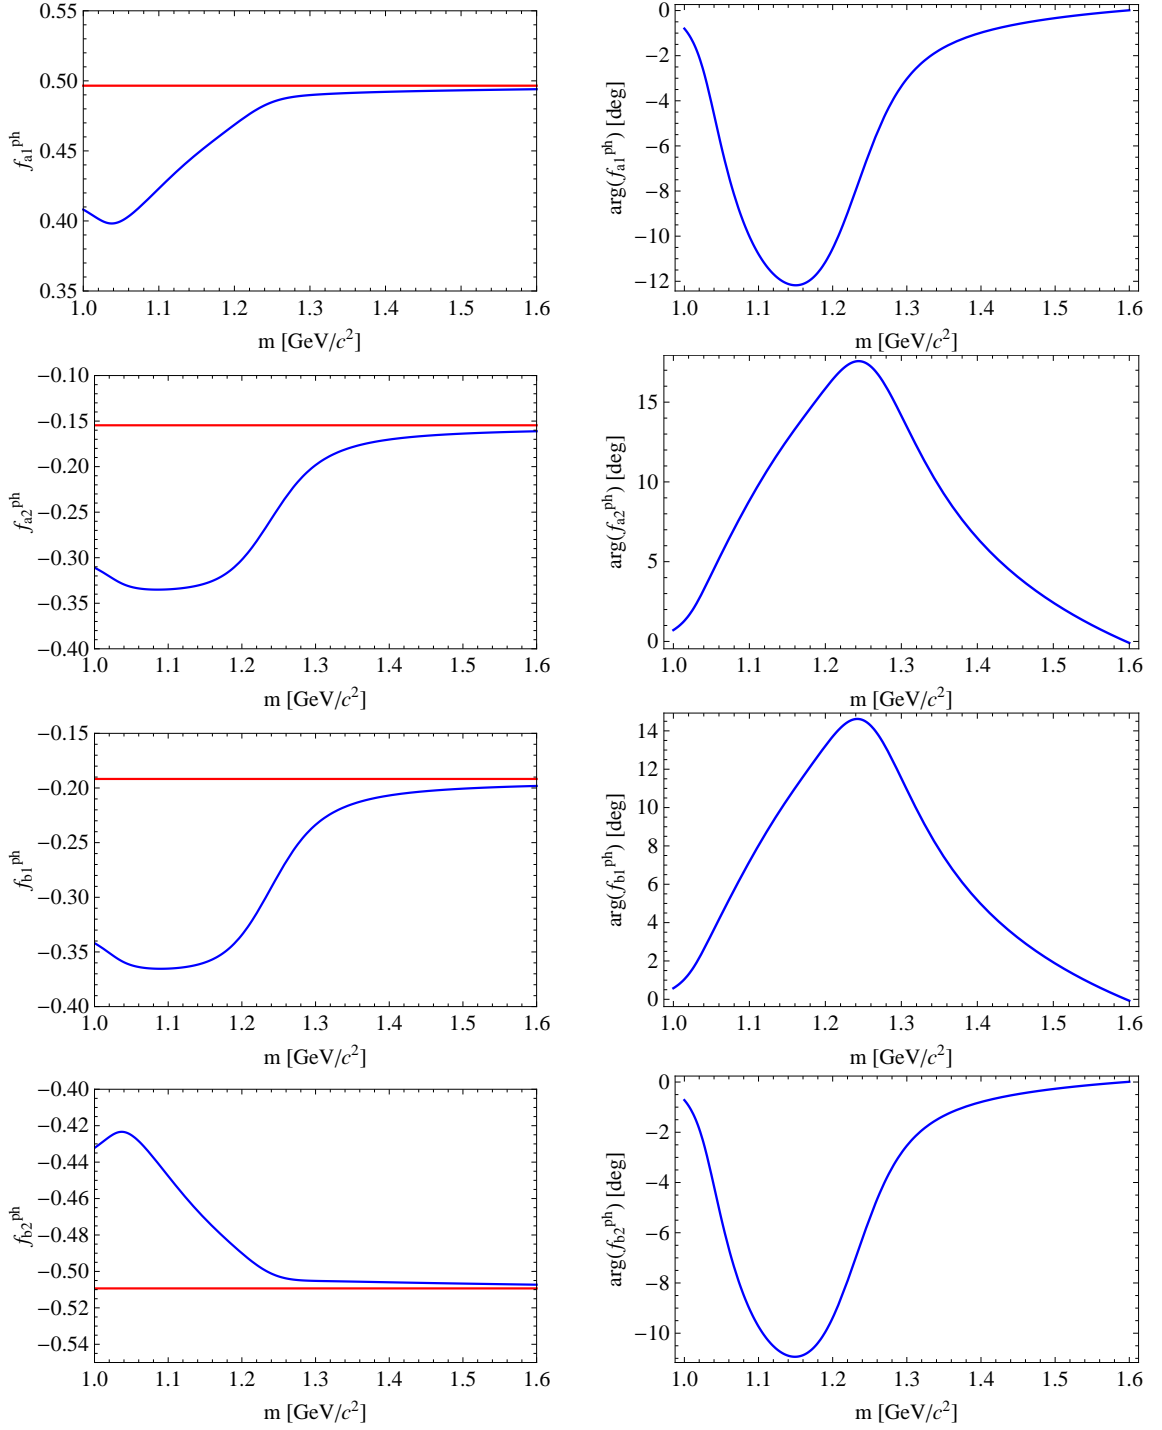 0.55
0.50
0.45
0.40
0.35
f_a1^ph
1.0 1.1 1.2 1.3 1.4 1.5 1.6
m [GeV/c²]
0
−2
−4
−6
−8
−10
−12
arg(f_a1^ph) [deg]
1.0 1.1 1.2 1.3 1.4 1.5 1.6
m [GeV/c²]
−0.10
−0.15
−0.20
−0.25
−0.30
−0.35
−0.40
f_a2^ph
1.0 1.1 1.2 1.3 1.4 1.5 1.6
m [GeV/c²]
15
10
5
0
arg(f_a2^ph) [deg]
1.0 1.1 1.2 1.3 1.4 1.5 1.6
m [GeV/c²]
−0.15
−0.20
−0.25
−0.30
−0.35
−0.40
f_b1^ph
1.0 1.1 1.2 1.3 1.4 1.5 1.6
m [GeV/c²]
14
12
10
8
6
4
2
0
arg(f_b1^ph) [deg]
1.0 1.1 1.2 1.3 1.4 1.5 1.6
m [GeV/c²]
−0.40
−0.42
−0.44
−0.46
−0.48
−0.50
−0.52
−0.54
f_b2^ph
1.0 1.1 1.2 1.3 1.4 1.5 1.6
m [GeV/c²]
0
−2
−4
−6
−8
−10
arg(f_b2^ph) [deg]
1.0 1.1 1.2 1.3 1.4 1.5 1.6
m [GeV/c²]